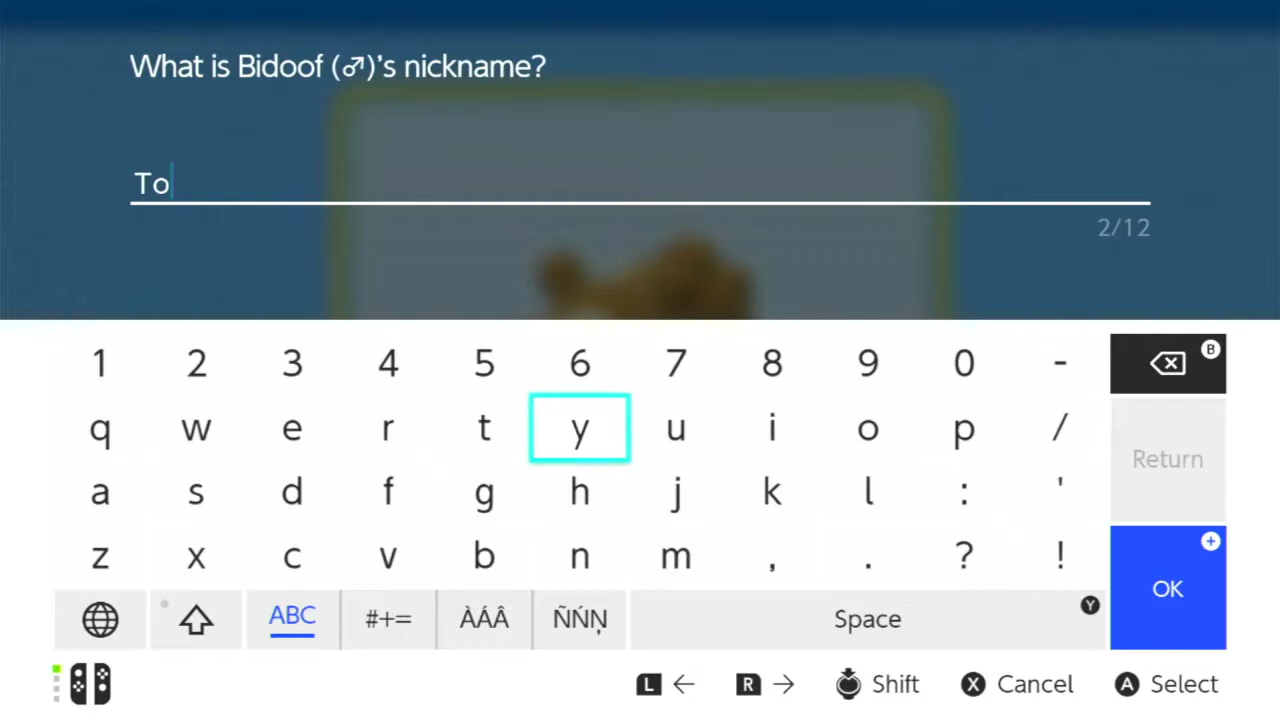 What is Bidoof (♂)'s nickname?
To
2/12
1 2 3 4 5 6 7 8 9 0 -
B
q w e r t y u i o p /
Return
a s d f g h j k l : '
z x c v b n m , . ? !
+
OK
ABC #+= ÀÁÂ ÑŃŅ Space Y
L ← R → Shift X Cancel A Select